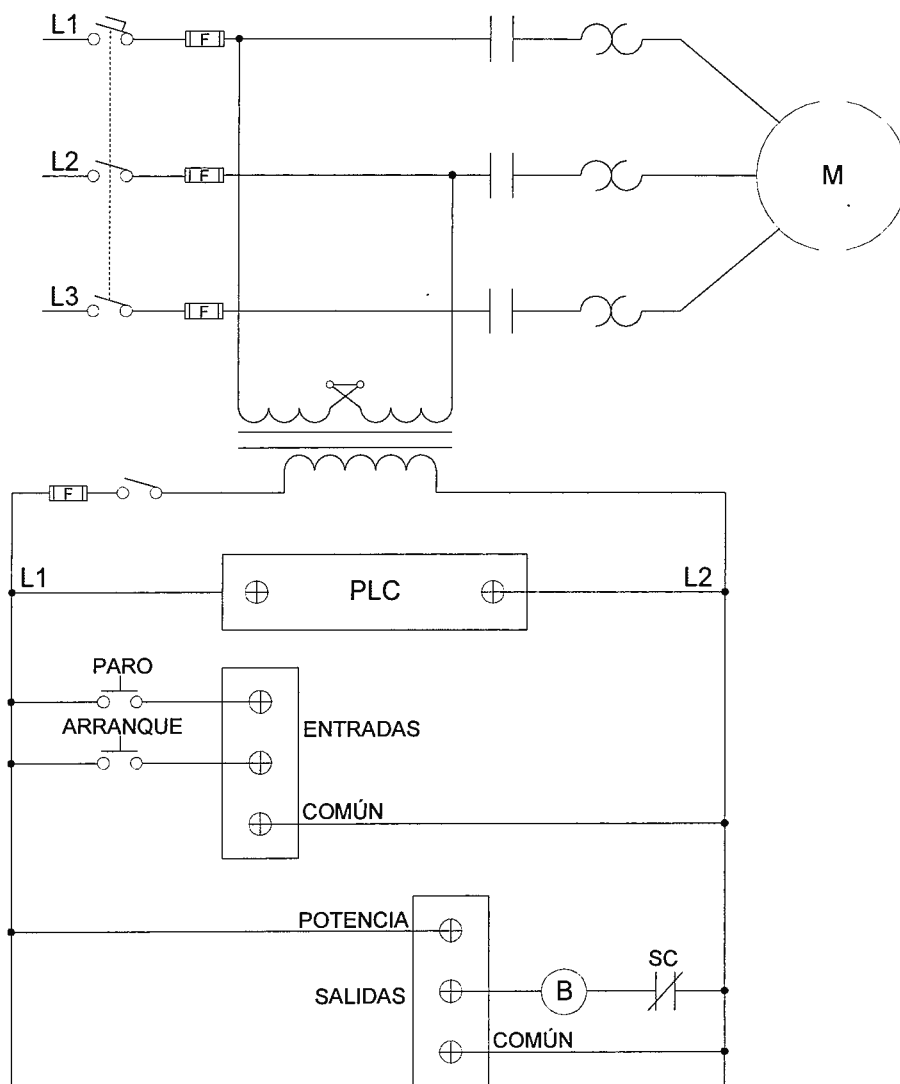 L1
F
L2
F
M
L3
F
F
L1
PLC
L2
PARO
ARRANQUE
ENTRADAS
COMÚN
POTENCIA
SC
SALIDAS
B
COMÚN